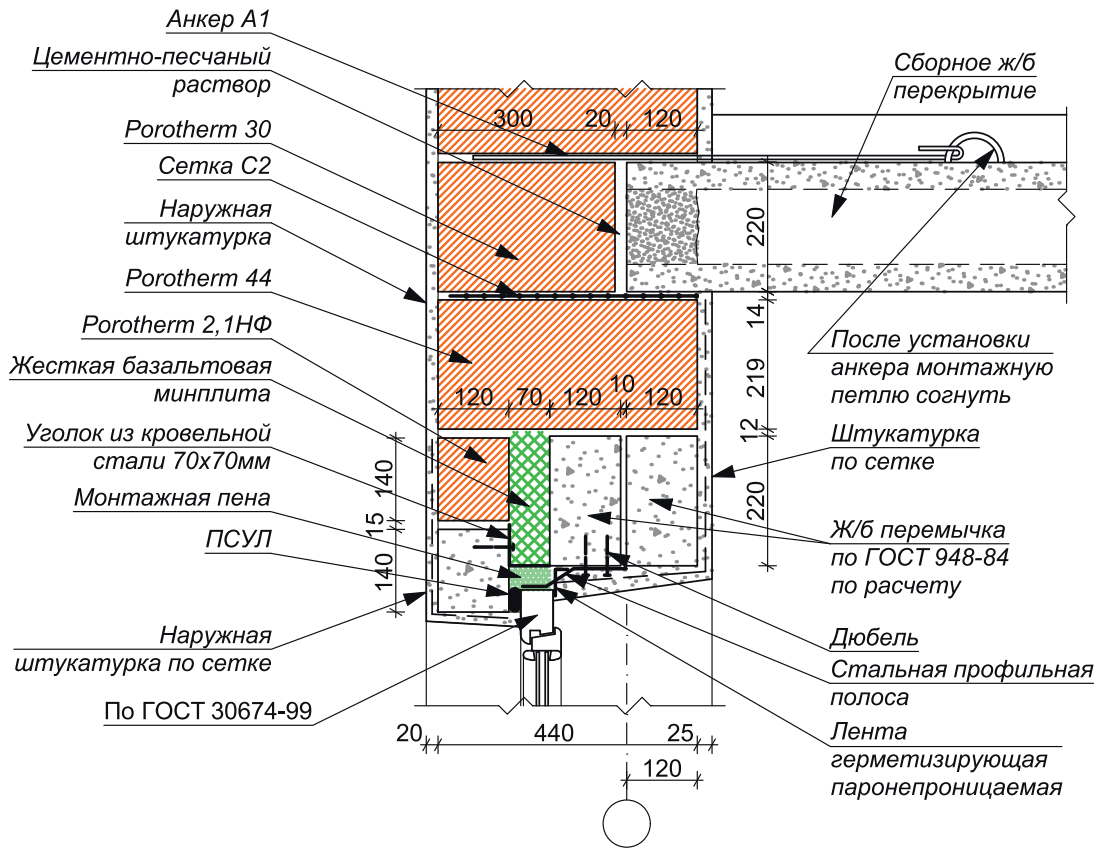 Анкер А1
Цементно-песчаный
раствор
Porotherm 30
Сетка С2
Наружная
штукатурка
Porotherm 44
Porotherm 2,1НФ
Жесткая базальтовая
минплита
Уголок из кровельной
стали 70х70мм
Монтажная пена
ПСУЛ
Наружная
штукатурка по сетке
По ГОСТ 30674-99
Сборное ж/б
перекрытие
После установки
анкера монтажную
петлю согнуть
Штукатурка
по сетке
Ж/б перемычка
по ГОСТ 948-84
по расчету
Дюбель
Стальная профильная
полоса
Лента
герметизирующая
паронепроницаемая
300 20 120
220
14
219
12
220
120 70 120 10 120
140
15
140
20 440 25
120